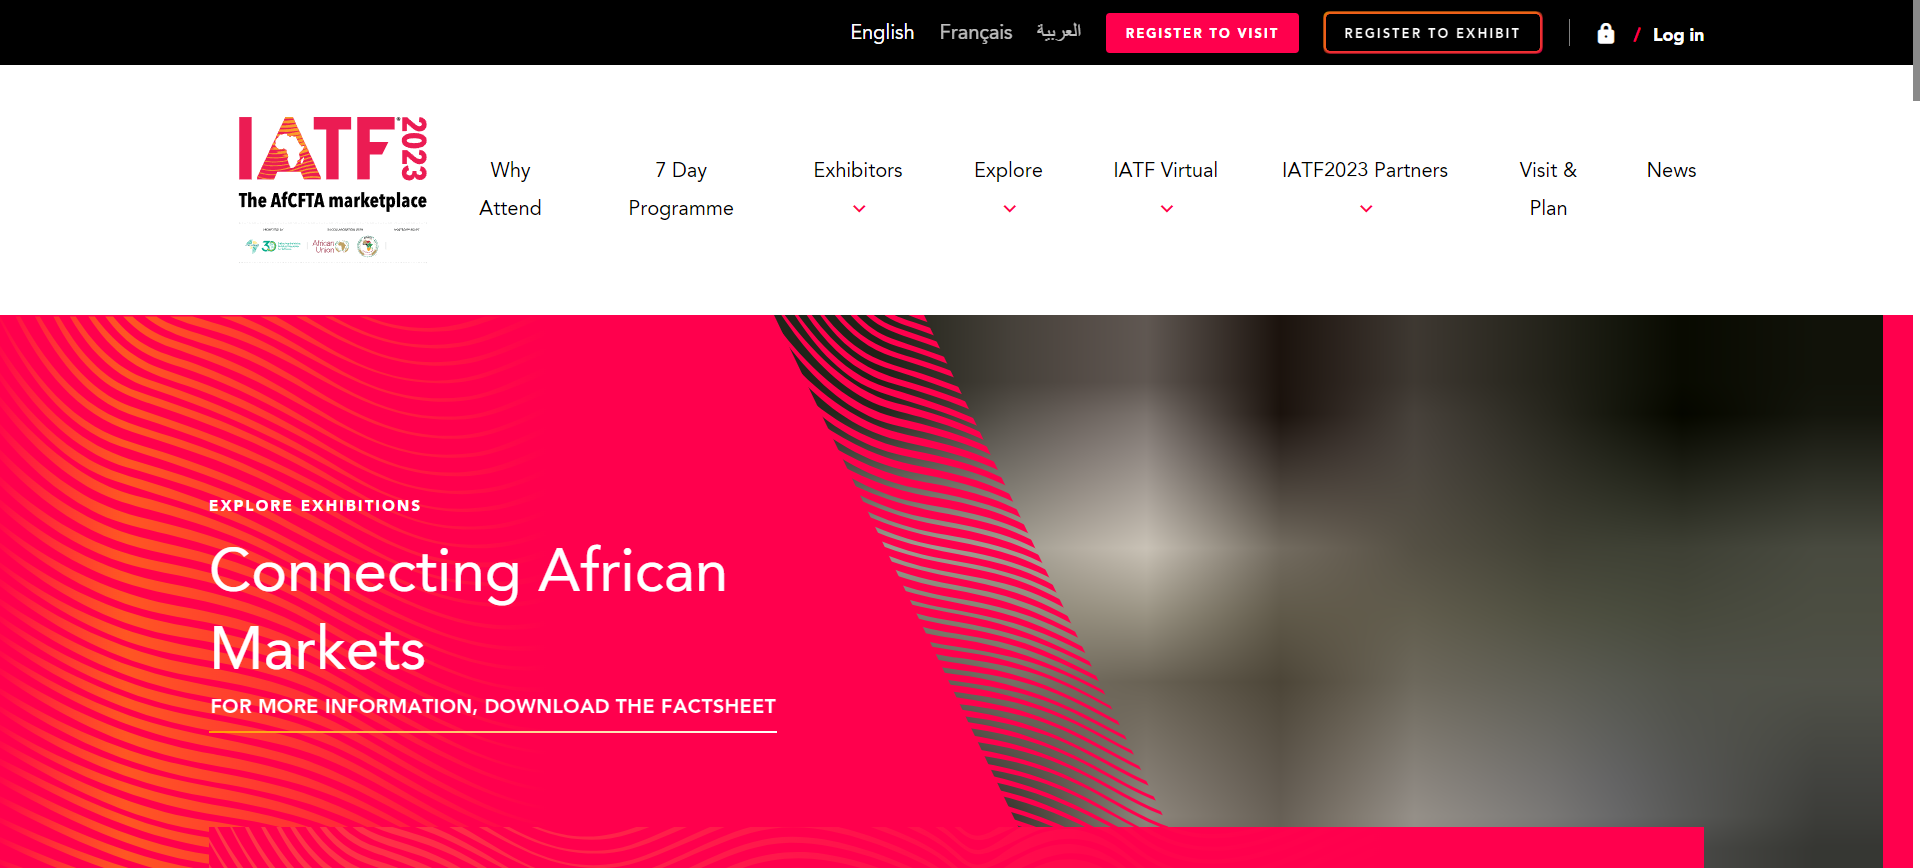 English Français العربية REGISTER TO VISIT REGISTER TO EXHIBIT / Log in
IATF 2023
The AfCFTA marketplace
African Union
Why Attend
7 Day Programme
Exhibitors
Explore
IATF Virtual
IATF2023 Partners
Visit & Plan
News
EXPLORE EXHIBITIONS
Connecting African
Markets
FOR MORE INFORMATION, DOWNLOAD THE FACTSHEET